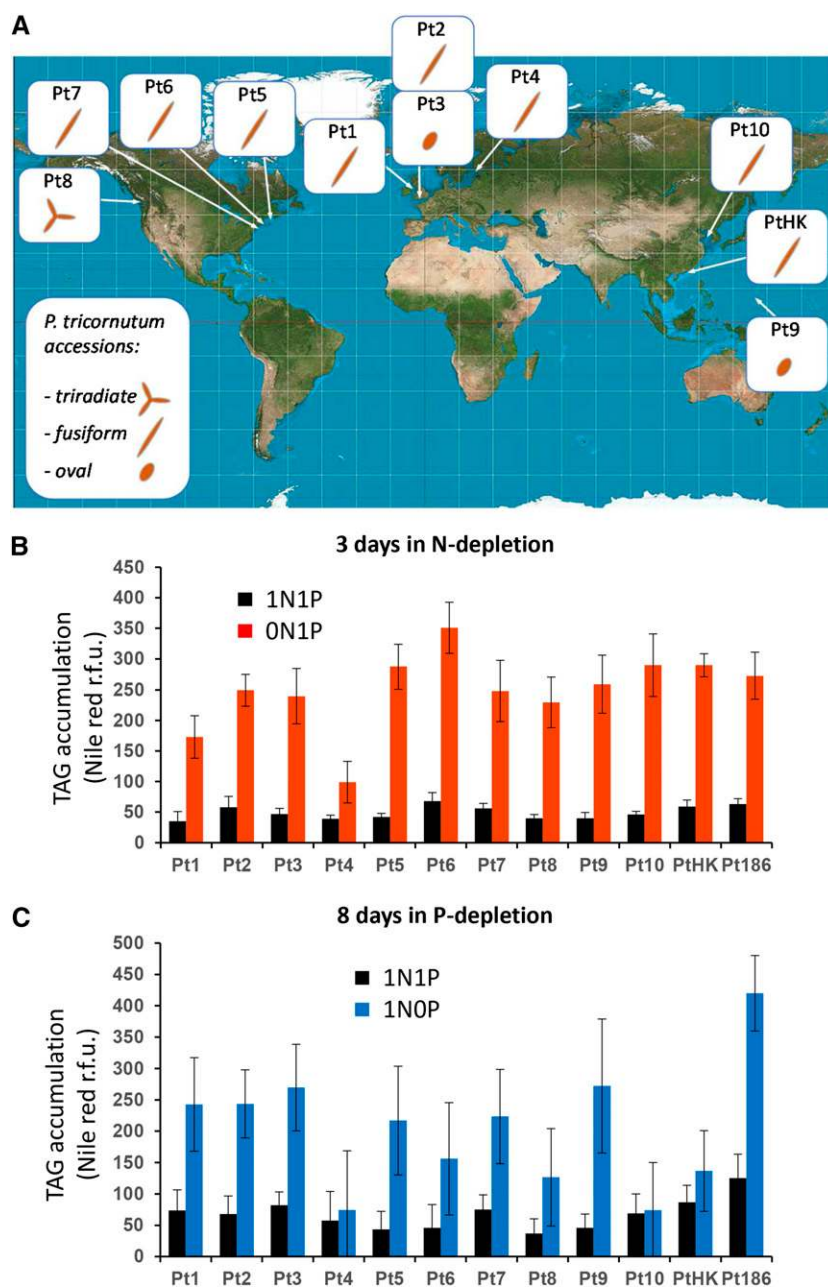 A
Pt2
Pt7
Pt6
Pt5
Pt3
Pt4
Pt1
Pt10
Pt8
PtHK
Pt9
P. tricornutum
accessions:
- triradiate
- fusiform
- oval
B
3 days in N-depletion
TAG accumulation
(Nile red r.f.u.)
450
400
350
300
250
200
150
100
50
0
1N1P
0N1P
Pt1 Pt2 Pt3 Pt4 Pt5 Pt6 Pt7 Pt8 Pt9 Pt10 PtHK Pt186
C
8 days in P-depletion
TAG accumulation
(Nile red r.f.u.)
500
450
400
350
300
250
200
150
100
50
0
1N1P
1N0P
Pt1 Pt2 Pt3 Pt4 Pt5 Pt6 Pt7 Pt8 Pt9 Pt10 PtHK Pt186